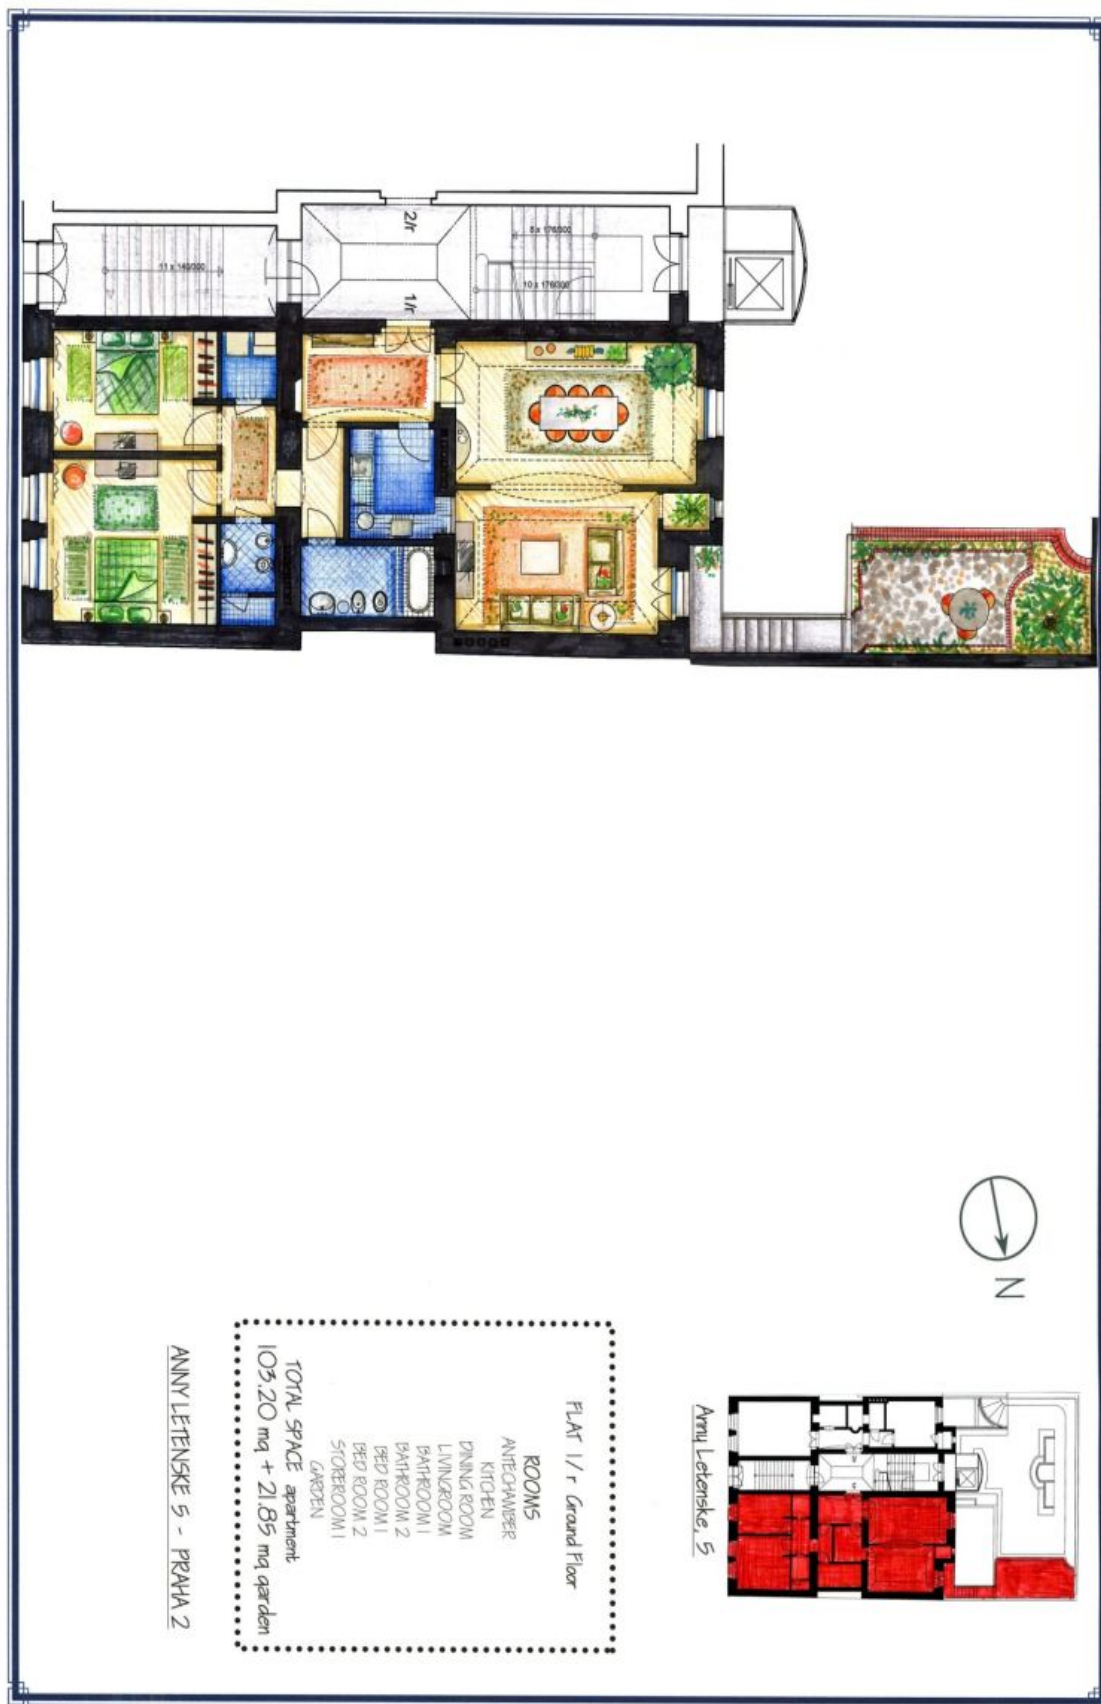 2/r
1/r
11 x 140/300
8 x 176/300
10 x 176/300
N
Anny Letenske, 5
FLAT 1/r Ground Floor
ROOMS
ANTECHAMBER
KITCHEN
DINING ROOM
LIVINGROOM
BATHROOM 1
BATHROOM 2
BED ROOM 1
BED ROOM 2
STOREROOM 1
GARDEN
TOTAL SPACE apartment
103.20 mq + 21.85 mq garden
ANNY LETENSKE 5 - PRAHA 2